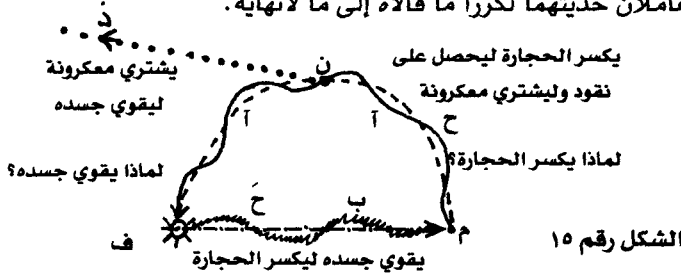 عاملان حديثهما لكررا ما قالاه إلى ما لانهاية.
يكسر الحجارة ليحصل على
نقود وليشتري معكرونة
نَ
ن
يشتري معكرونة
ليقوي جسده
آ
آ
ح
لماذا يكسر الحجارة؟
لماذا يقوي جسده؟
حَ
ب
م
ف
يقوي جسده ليكسر الحجارة
الشكل رقم ١٥